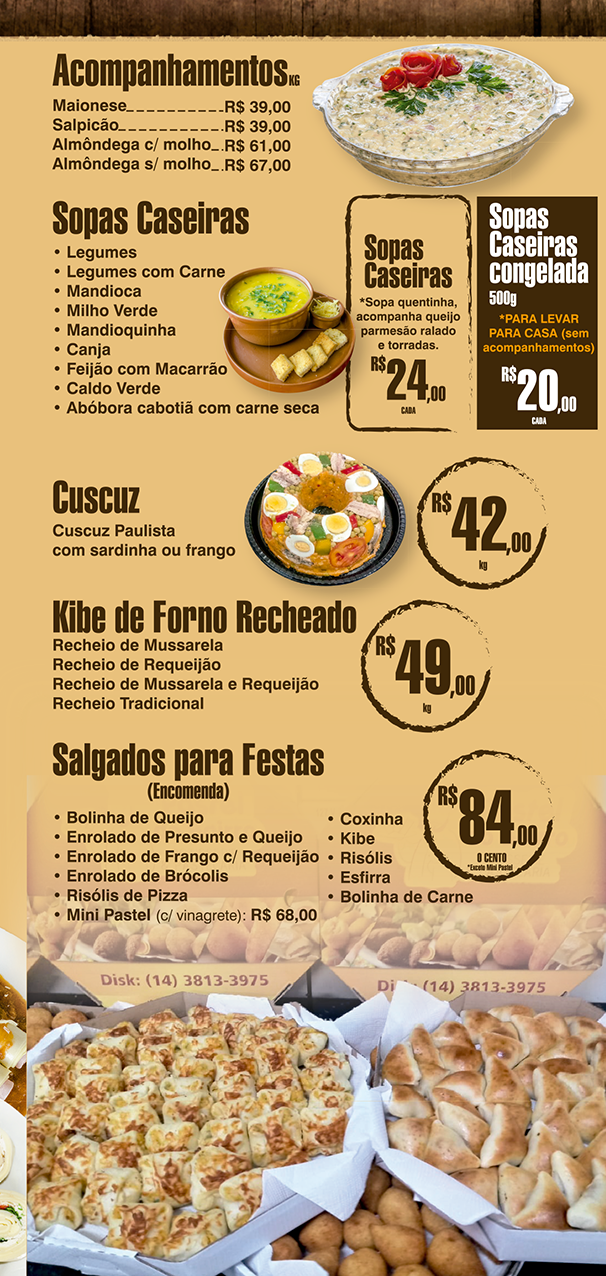 Acompanhamentos KG
Maionese__________R$ 39,00
Salpicão___________.R$ 39,00
Almôndega c/ molho_.R$ 61,00
Almôndega s/ molho_.R$ 67,00
Sopas Caseiras
• Legumes
• Legumes com Carne
• Mandioca
• Milho Verde
• Mandioquinha
• Canja
• Feijão com Macarrão
• Caldo Verde
• Abóbora cabotiã com carne seca
Sopas
Caseiras
*Sopa quentinha,
acompanha queijo
parmesão ralado
e torradas.
R$ 24,00
CADA
Sopas
Caseiras
congelada
500g
*PARA LEVAR
PARA CASA (sem
acompanhamentos)
R$ 20,00
CADA
Cuscuz
Cuscuz Paulista
com sardinha ou frango
R$ 42,00
kg
Kibe de Forno Recheado
Recheio de Mussarela
Recheio de Requeijão
Recheio de Mussarela e Requeijão
Recheio Tradicional
R$ 49,00
kg
Salgados para Festas
(Encomenda)
• Bolinha de Queijo
• Enrolado de Presunto e Queijo
• Enrolado de Frango c/ Requeijão
• Enrolado de Brócolis
• Risólis de Pizza
• Mini Pastel (c/ vinagrete): R$ 68,00
• Coxinha
• Kibe
• Risólis
• Esfirra
• Bolinha de Carne
R$ 84,00
O CENTO
*Exceto Mini Pastel
Disk: (14) 3813-3975
Disk: (14) 3813-3975